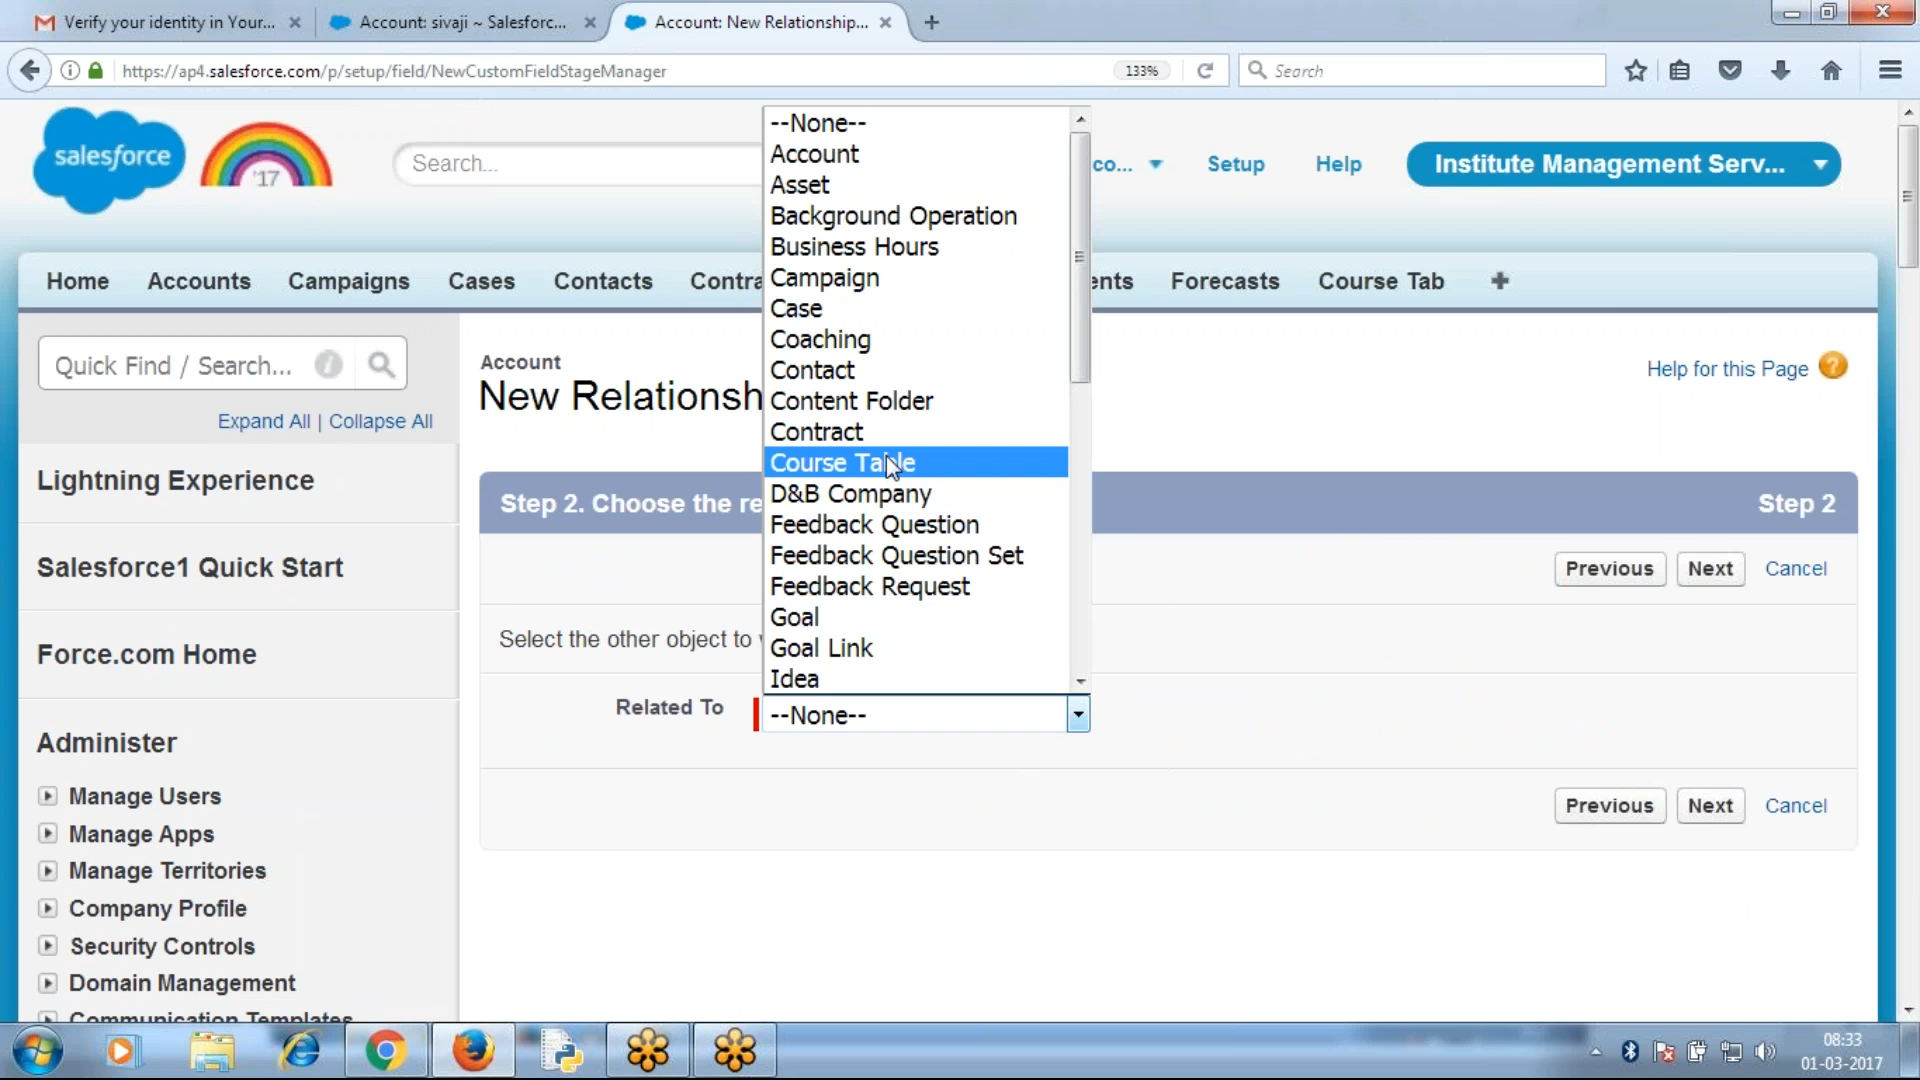 Verify your identity in Your...
Account: sivaji ~ Salesforc...
Account: New Relationship...
https://ap4.salesforce.com/p/setup/field/NewCustomFieldStageManager
133%
Search
salesforce
'17
Search...
co...
Setup
Help
Institute Management Serv...
Home
Accounts
Campaigns
Cases
Contacts
Contra
ents
Forecasts
Course Tab
--None--
Account
Asset
Background Operation
Business Hours
Campaign
Case
Coaching
Contact
Content Folder
Contract
Course Table
D&B Company
Feedback Question
Feedback Question Set
Feedback Request
Goal
Goal Link
Idea
Quick Find / Search...
Expand All | Collapse All
Lightning Experience
Salesforce1 Quick Start
Force.com Home
Administer
Manage Users
Manage Apps
Manage Territories
Company Profile
Security Controls
Domain Management
Communication Templates
Account
New Relationsh
Help for this Page
Step 2. Choose the re
Step 2
Previous
Next
Cancel
Select the other object to
Related To
--None--
Previous
Next
Cancel
08:33
01-03-2017